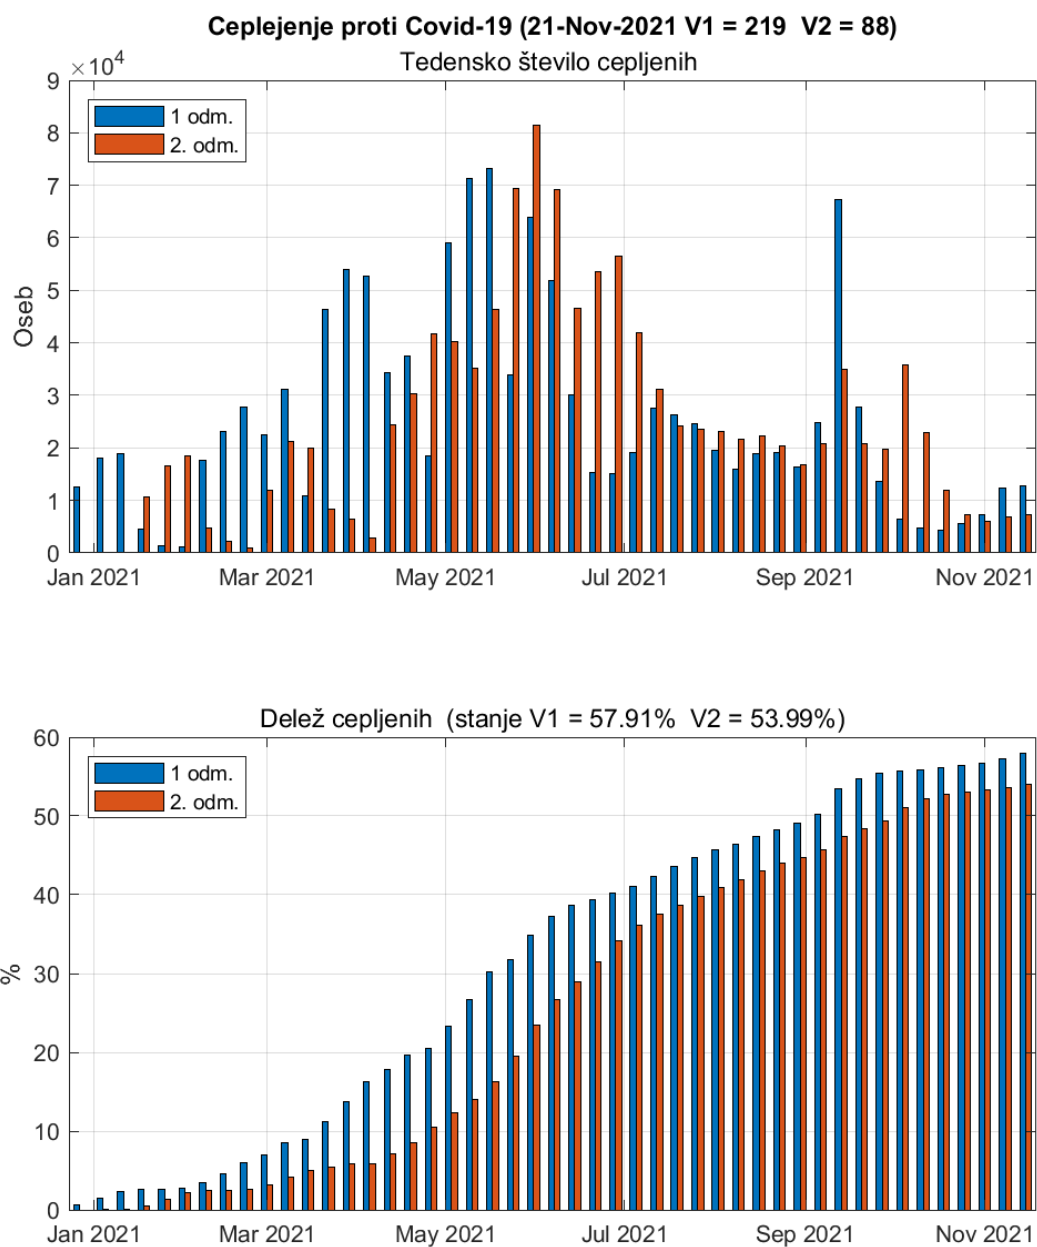 Ceplejenje proti Covid-19 (21-Nov-2021 V1 = 219  V2 = 88)
×10⁴
Tedensko število cepljenih
1 odm.
2. odm.
Oseb
9
8
7
6
5
4
3
2
1
0
Jan 2021
Mar 2021
May 2021
Jul 2021
Sep 2021
Nov 2021
Delež cepljenih  (stanje V1 = 57.91%  V2 = 53.99%)
1 odm.
2. odm.
%
60
50
40
30
20
10
0
Jan 2021
Mar 2021
May 2021
Jul 2021
Sep 2021
Nov 2021